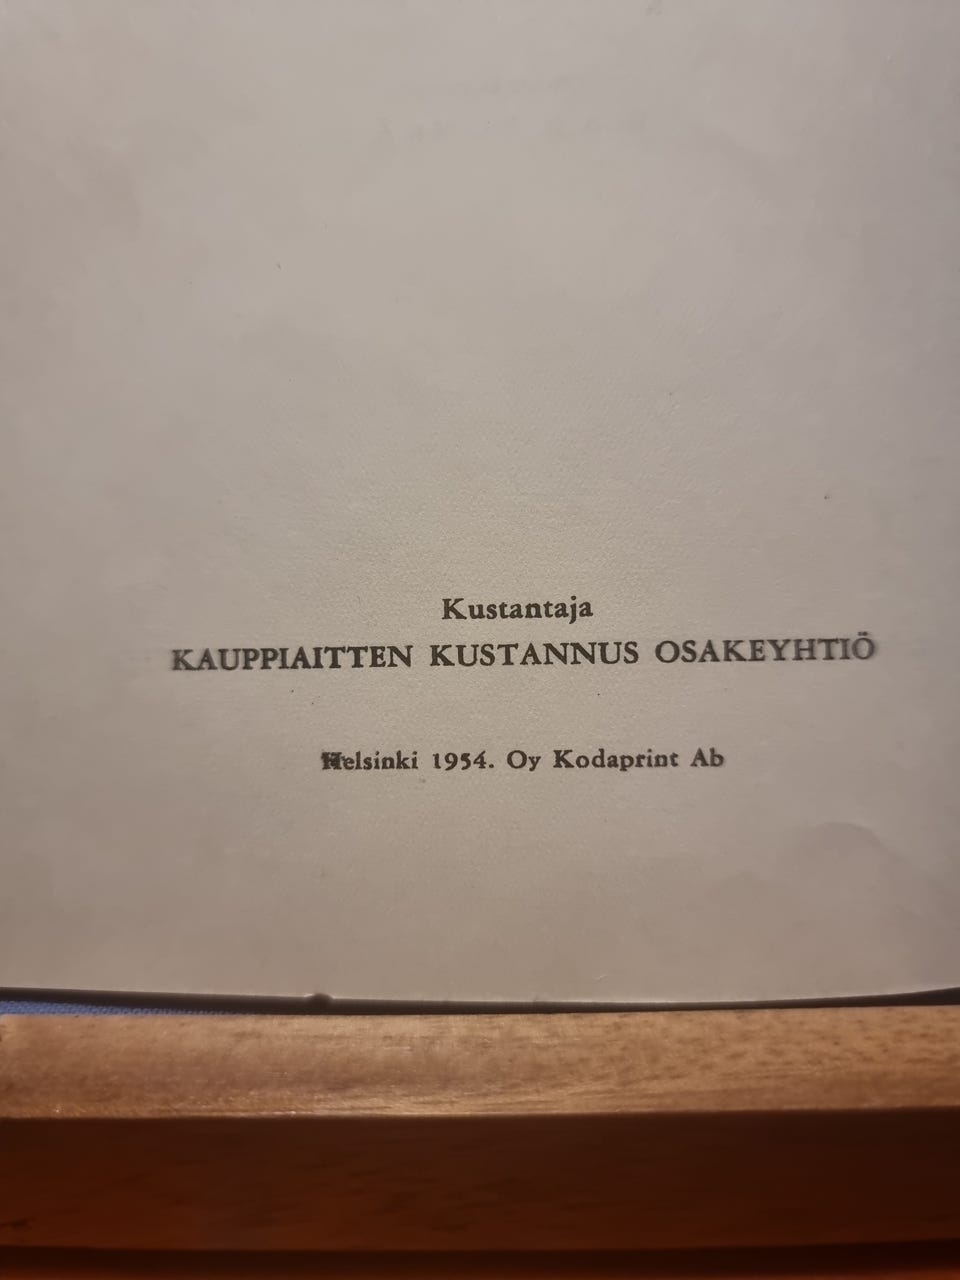 Kustantaja
KAUPPIAITTEN KUSTANNUS OSAKEYHTIÖ
Helsinki 1954. Oy Kodaprint Ab